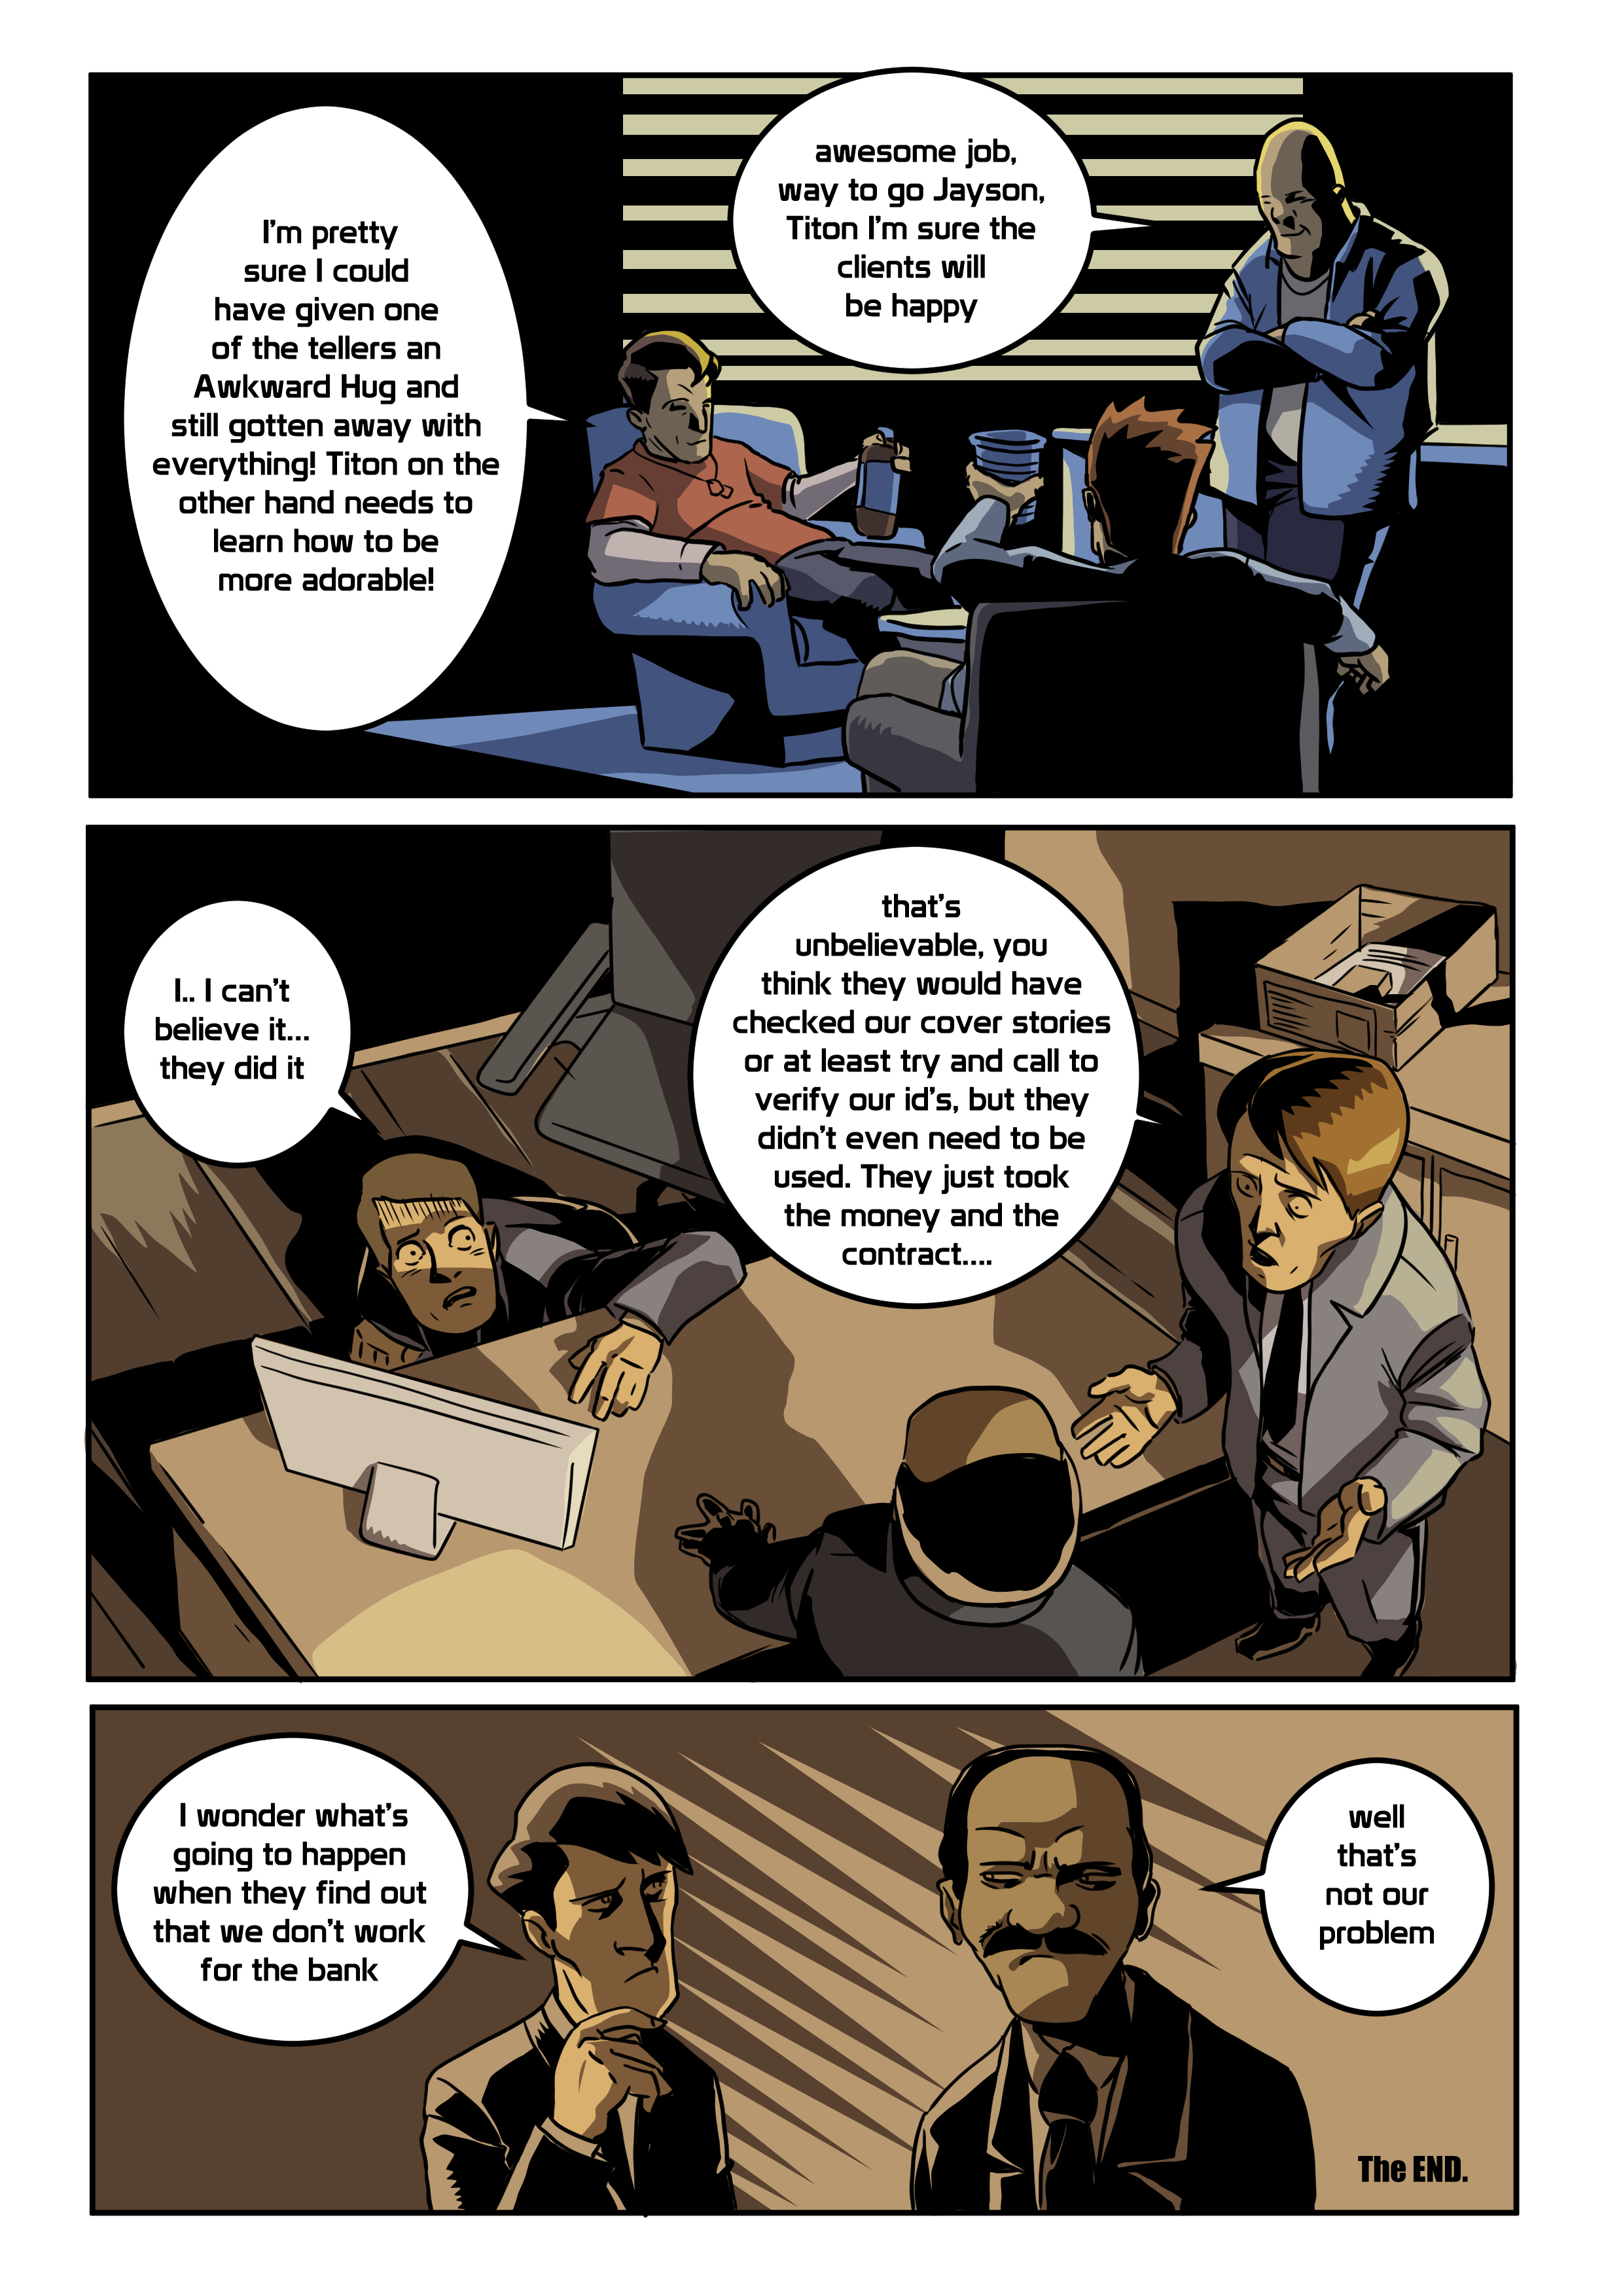 I'm pretty
sure I could
have given one
of the tellers an
Awkward Hug and
still gotten away with
everything! Titon on the
other hand needs to
learn how to be
more adorable!
awesome job,
way to go Jayson,
Titon I'm sure the
clients will
be happy
I.. I can't
believe it...
they did it
that's
unbelievable, you
think they would have
checked our cover stories
or at least try and call to
verify our id's, but they
didn't even need to be
used. They just took
the money and the
contract....
I wonder what's
going to happen
when they find out
that we don't work
for the bank
well
that's
not our
problem
The END.